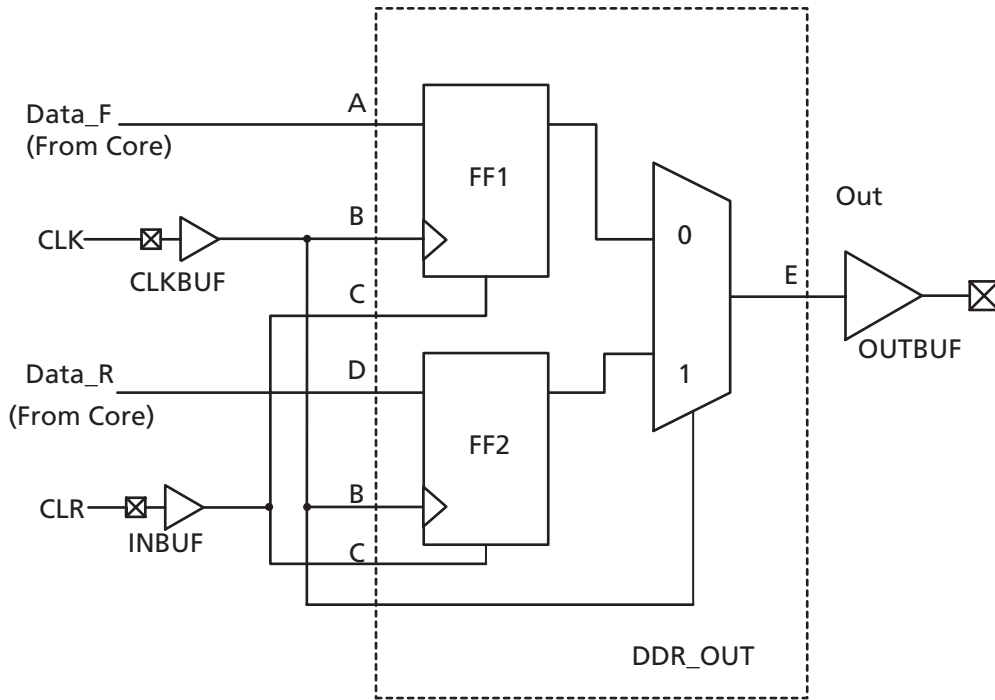 A
Data_F
(From Core)
FF1
Out
B
CLK
0
CLKBUF
E
C
OUTBUF
Data_R
D
1
(From Core)
FF2
B
CLR
INBUF
C
DDR_OUT